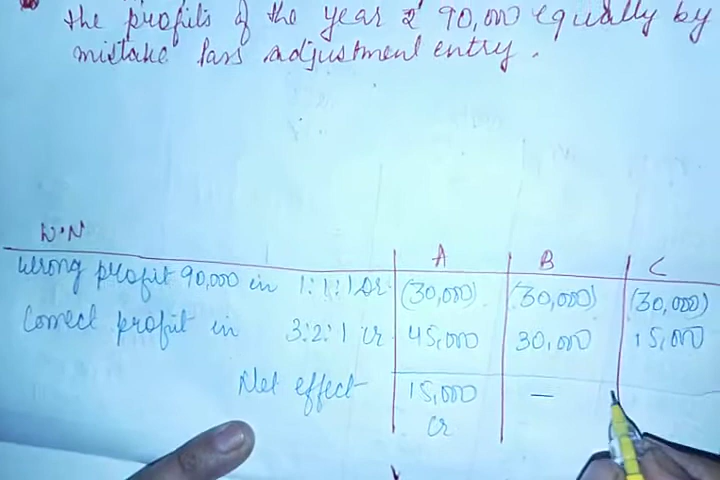 the profits of the year ₹ 90,000 equally by
mistake pass adjustment entry.
W.N
A B C
Wrong profit 90,000 in 1:1:1 Dr. (30,000) (30,000) (30,000)
Correct profit in 3:2:1 cr 45,000 30,000 15,000
Net effect 15,000 —
cr